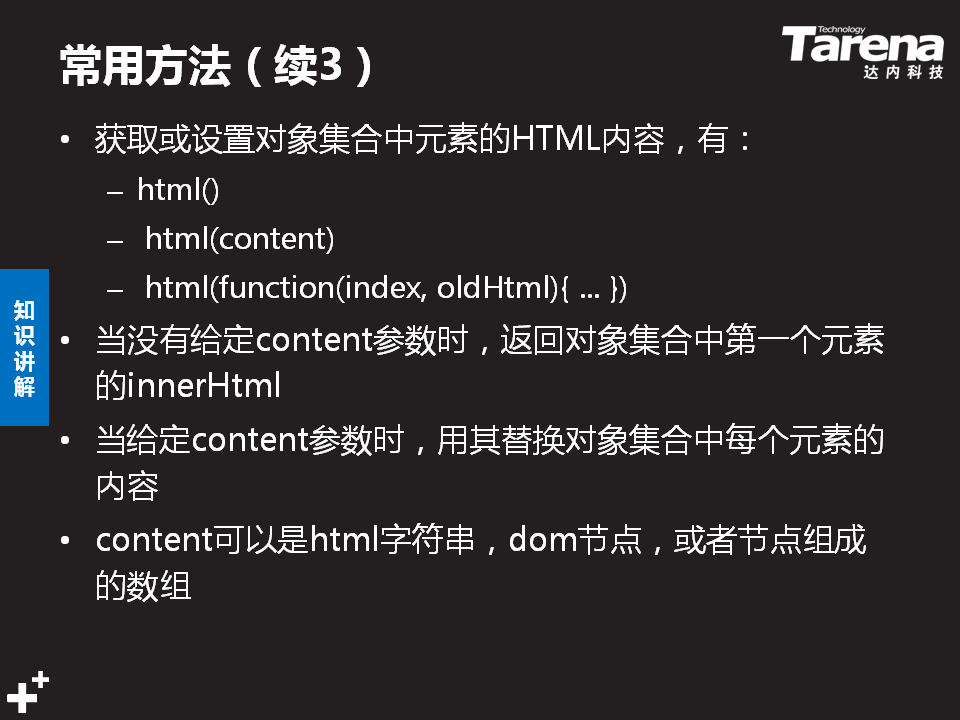 常用方法（续3）
Technology
Tarena
达内科技
• 获取或设置对象集合中元素的HTML内容，有：
– html()
– html(content)
– html(function(index, oldHtml){ ... })
知识讲解
• 当没有给定content参数时，返回对象集合中第一个元素
的innerHtml
• 当给定content参数时，用其替换对象集合中每个元素的
内容
• content可以是html字符串，dom节点，或者节点组成
的数组